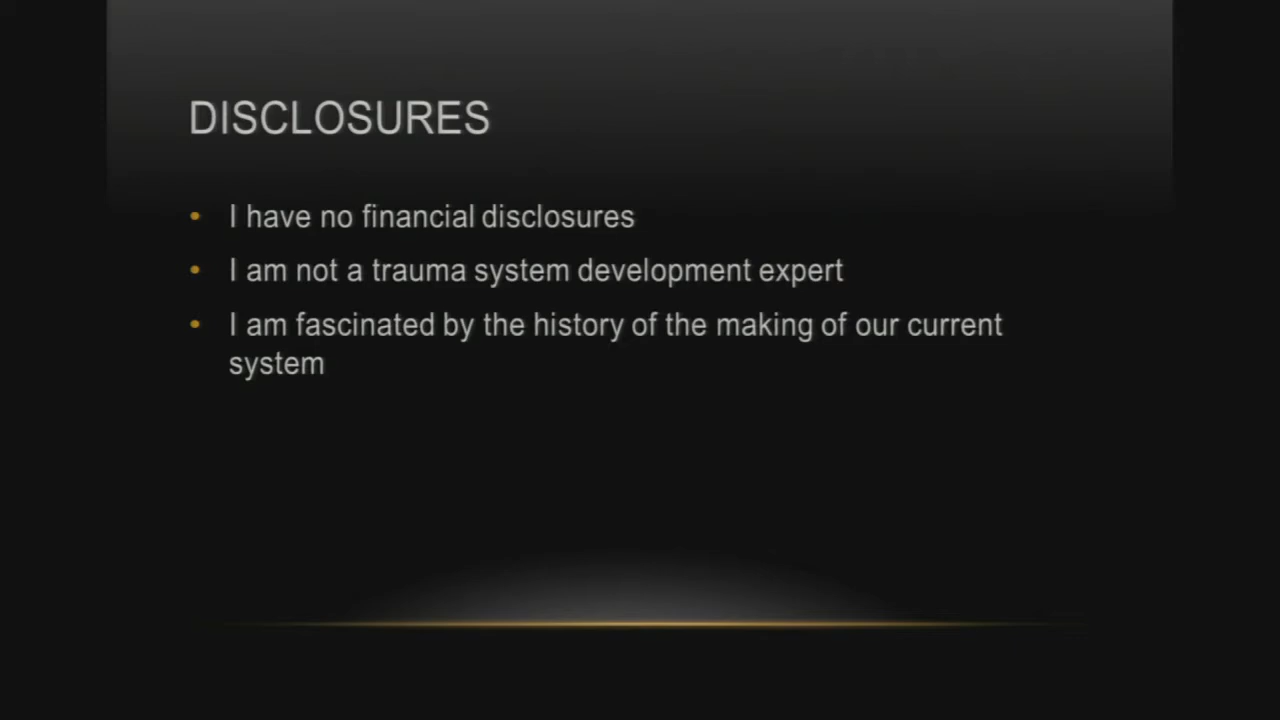 DISCLOSURES
• I have no financial disclosures
• I am not a trauma system development expert
• I am fascinated by the history of the making of our current
system